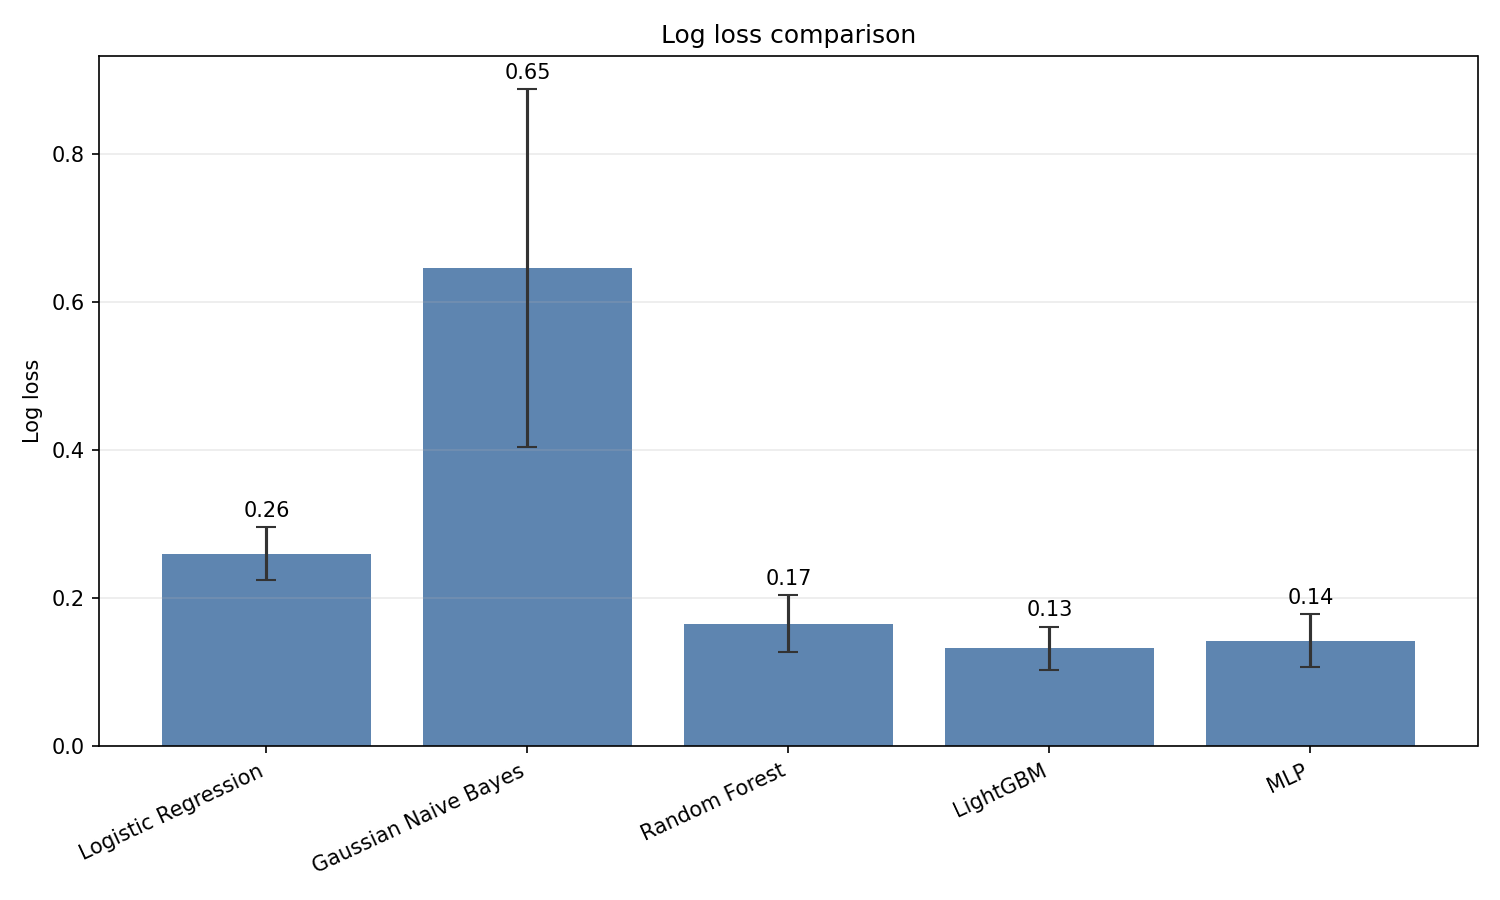 Log loss comparison
0.65
0.26
0.17
0.13
0.14
Log loss
0.8
0.6
0.4
0.2
0.0
Logistic Regression
Gaussian Naive Bayes
Random Forest
LightGBM
MLP